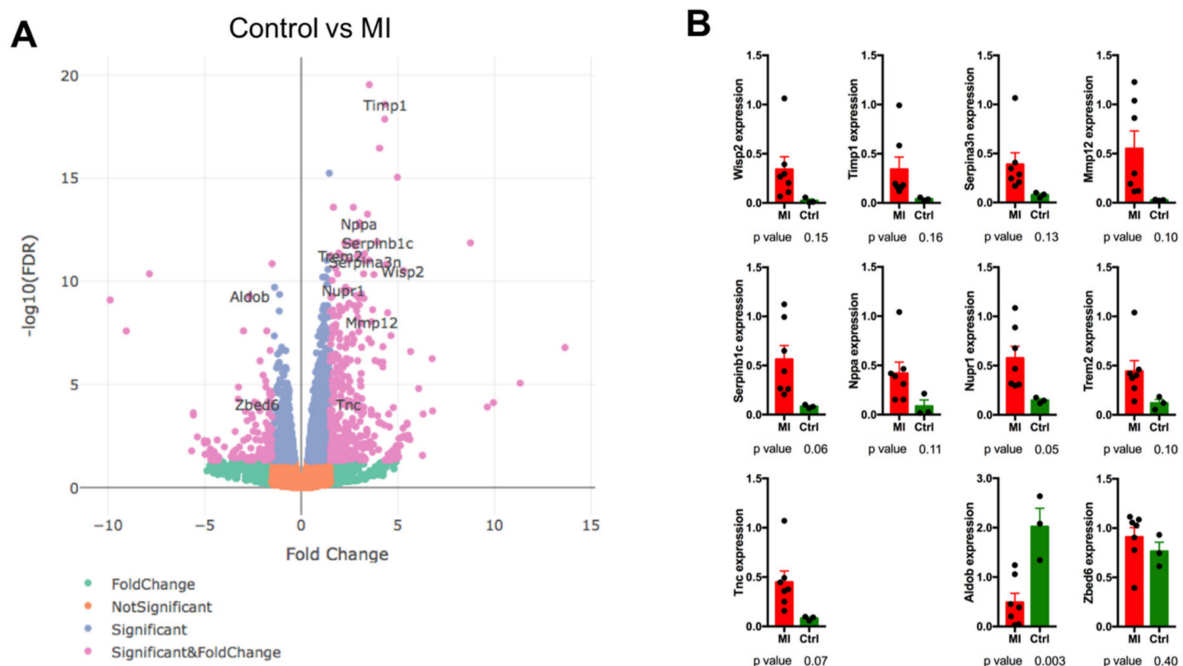 A
Control vs MI
20
15
10
5
0
-log10(FDR)
−10
−5
0
5
10
15
Fold Change
Timp1
Nppa
Serpinb1c
Trem2
Serpina3n
Wisp2
Nupr1
Aldob
Mmp12
Zbed6
Tnc
FoldChange
NotSignificant
Significant
Significant&FoldChange
B
Wisp2 expression
1.5
1.0
0.5
0.0
MI Ctrl
p value 0.15
Timp1 expression
1.5
1.0
0.5
0.0
MI Ctrl
p value 0.16
Serpina3n expression
1.5
1.0
0.5
0.0
MI Ctrl
p value 0.13
Mmp12 expression
1.5
1.0
0.5
0.0
MI Ctrl
p value 0.10
Serpinb1c expression
1.5
1.0
0.5
0.0
MI Ctrl
p value 0.06
Nppa expression
1.5
1.0
0.5
0.0
MI Ctrl
p value 0.11
Nupr1 expression
1.5
1.0
0.5
0.0
MI Ctrl
p value 0.05
Trem2 expression
1.5
1.0
0.5
0.0
MI Ctrl
p value 0.10
Tnc expression
1.5
1.0
0.5
0.0
MI Ctrl
p value 0.07
Aldob expression
3.0
2.0
1.0
0.0
MI Ctrl
p value 0.003
Zbed6 expression
1.5
1.0
0.5
0.0
MI Ctrl
p value 0.40